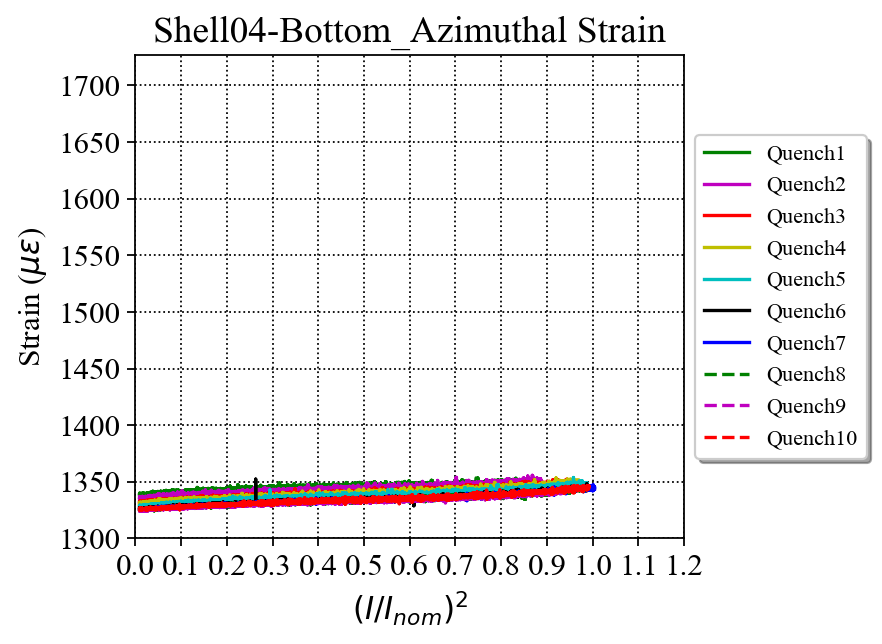 Shell04-Bottom_Azimuthal Strain
Strain (με)
1700
1650
1600
1550
1500
1450
1400
1350
1300
0.0 0.1 0.2 0.3 0.4 0.5 0.6 0.7 0.8 0.9 1.0 1.1 1.2
(I/I_nom)^2
Quench1
Quench2
Quench3
Quench4
Quench5
Quench6
Quench7
Quench8
Quench9
Quench10